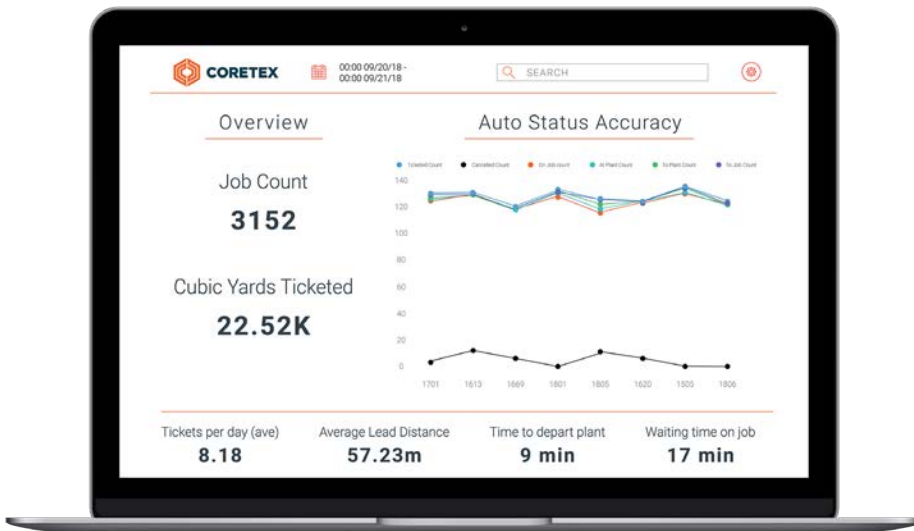 CORETEX
00:00 09/20/18 -
00:00 09/21/18
SEARCH
Overview
Auto Status Accuracy
Job Count
3152
Cubic Yards Ticketed
22.52K
Ticketed Count
Canceled Count
On Job count
At Plant Count
To Plant Count
To Job Count
140
120
100
80
60
40
20
0
1701 1613 1669 1801 1805 1620 1505 1806
Tickets per day (ave)
8.18
Average Lead Distance
57.23m
Time to depart plant
9 min
Waiting time on job
17 min